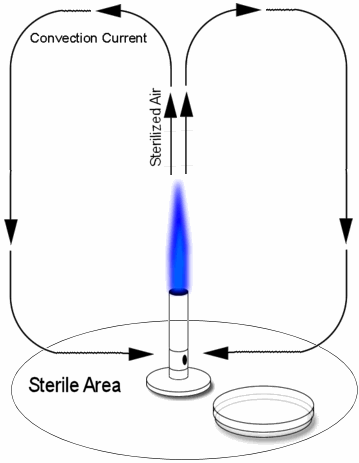 Convection Current
Sterilized Air
Sterile Area